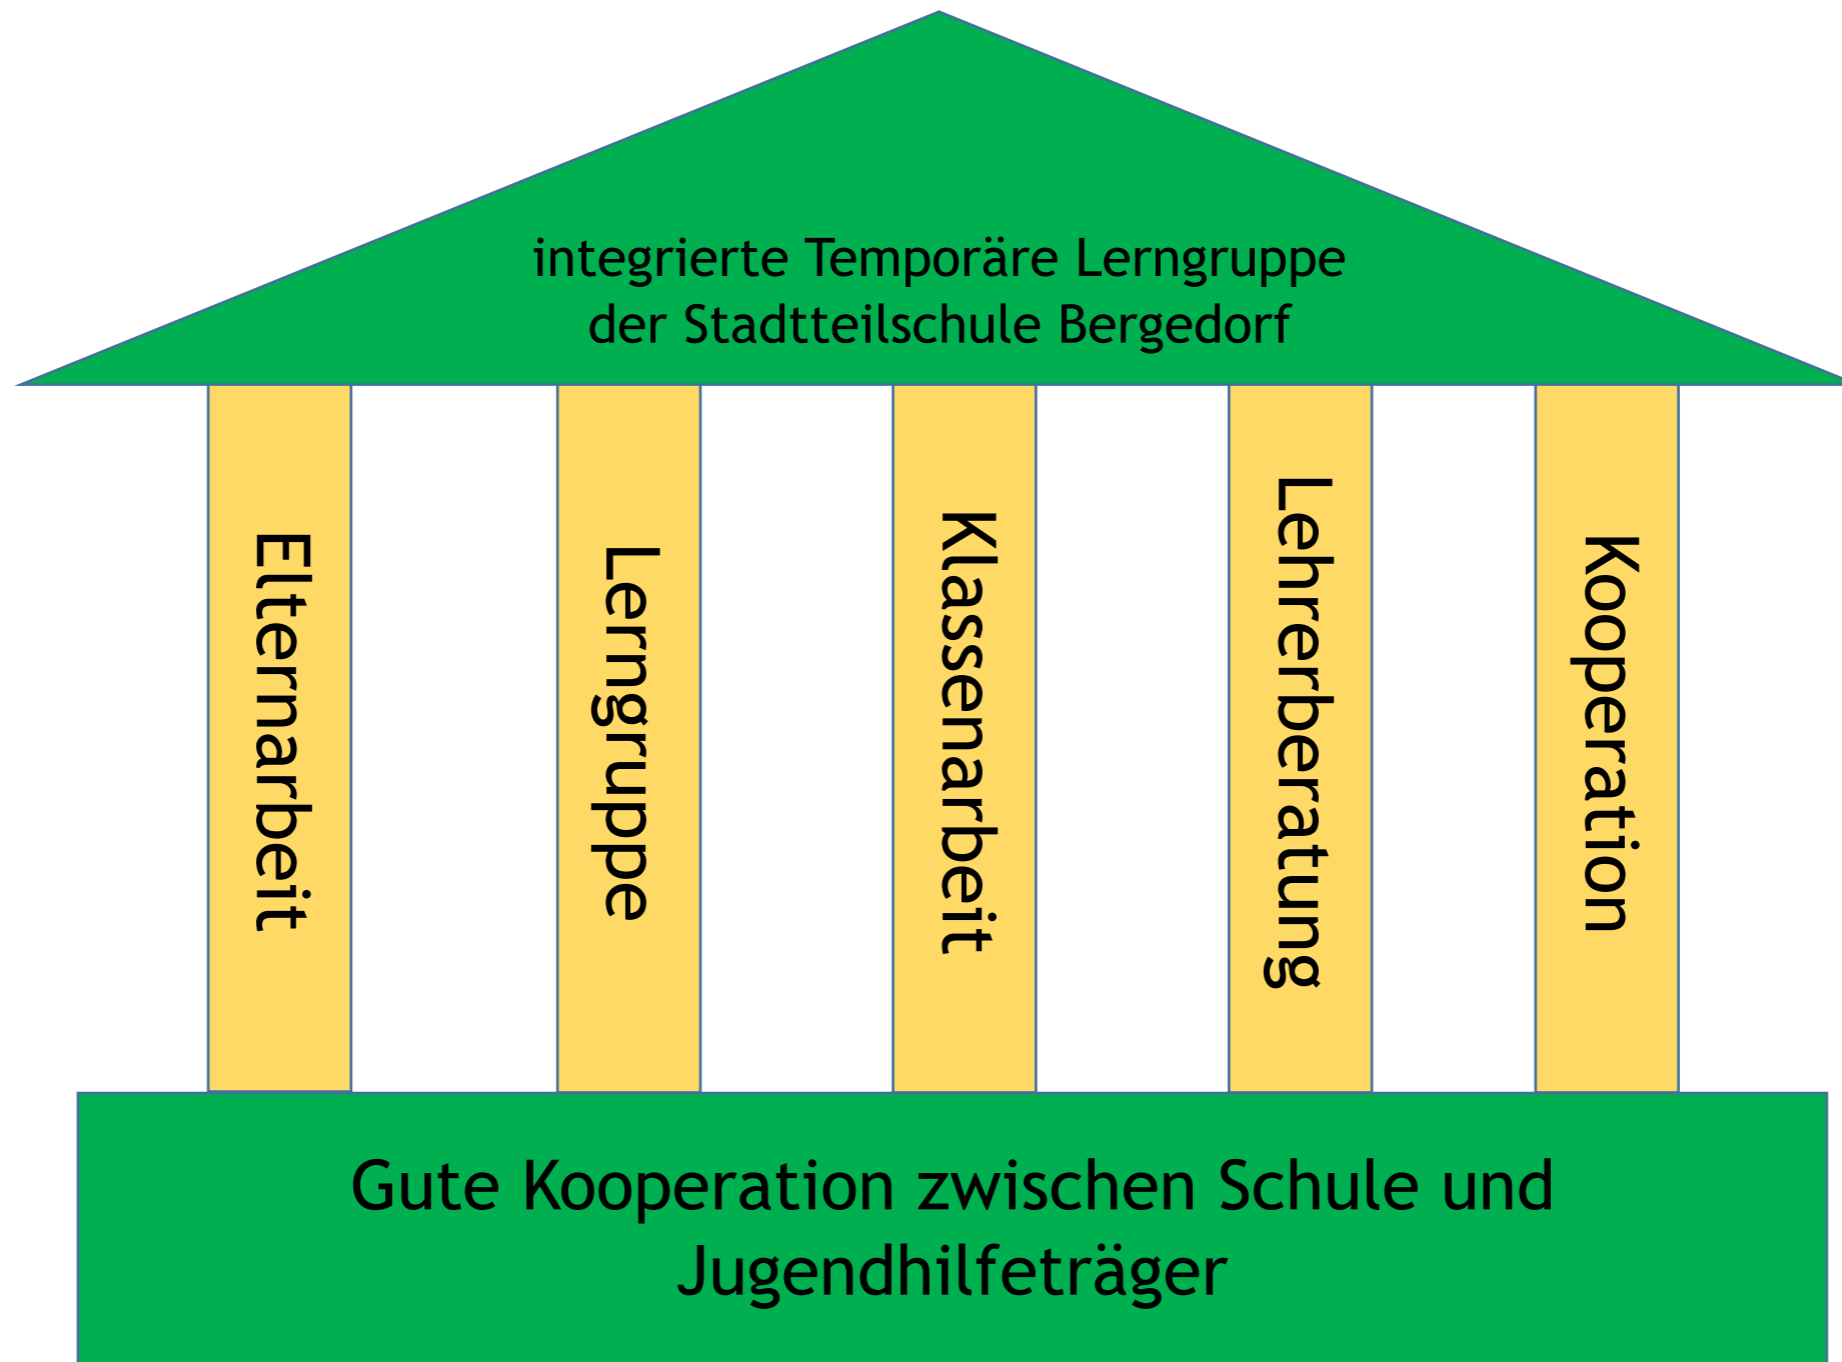 integrierte Temporäre Lerngruppe
der Stadtteilschule Bergedorf
Elternarbeit
Lerngruppe
Klassenarbeit
Lehrerberatung
Kooperation
Gute Kooperation zwischen Schule und
Jugendhilfeträger